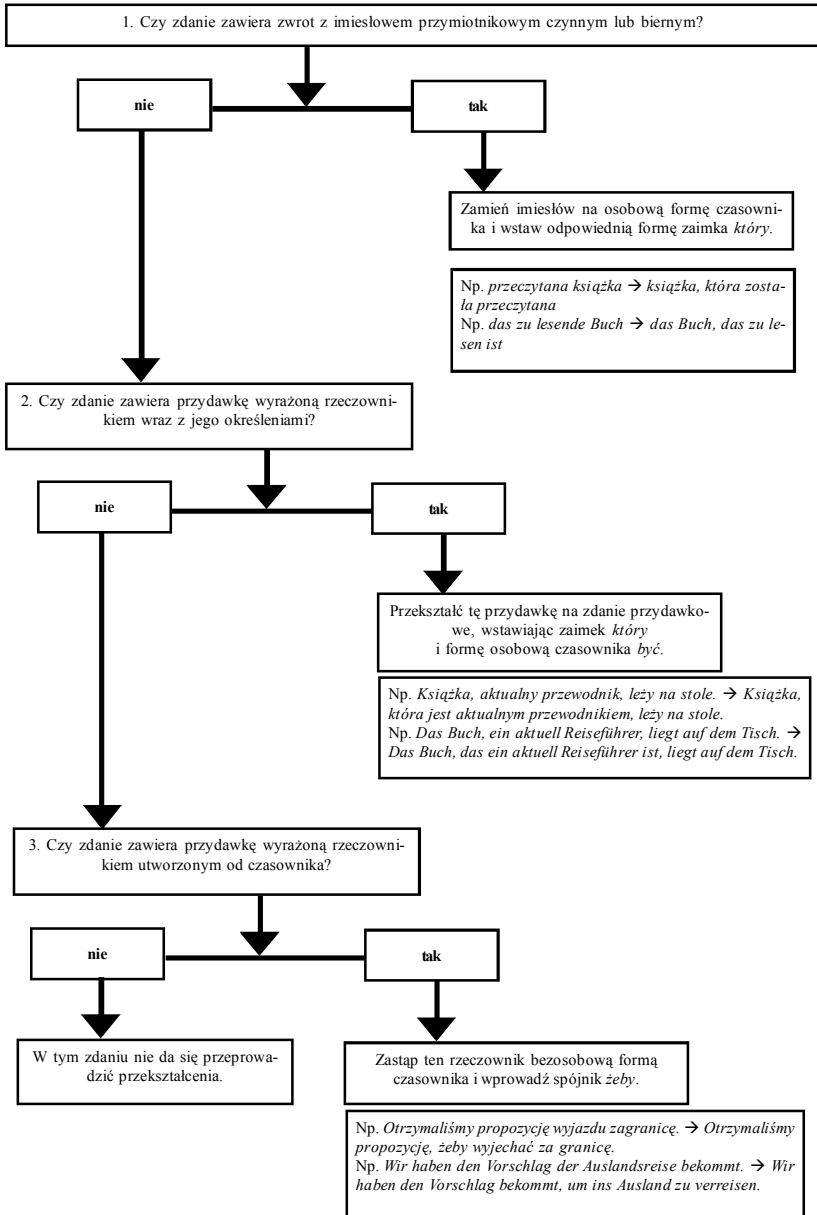 1. Czy zdanie zawiera zwrot z imiesłowem przymiotnikowym czynnym lub biernym?
nie
tak
Zamień imiesłów na osobową formę czasowni-
ka i wstaw odpowiednią formę zaimka który.
Np. przeczytana książka → książka, która zosta-
ła przeczytana
Np. das zu lesende Buch → das Buch, das zu le-
sen ist
2. Czy zdanie zawiera przydawkę wyrażoną rzeczowni-
kiem wraz z jego określeniami?
nie
tak
Przekształć tę przydawkę na zdanie przydawko-
we, wstawiając zaimek który
i formę osobową czasownika być.
Np. Książka, aktualny przewodnik, leży na stole. → Książka,
która jest aktualnym przewodnikiem, leży na stole.
Np. Das Buch, ein aktuell Reiseführer, liegt auf dem Tisch. →
Das Buch, das ein aktuell Reiseführer ist, liegt auf dem Tisch.
3. Czy zdanie zawiera przydawkę wyrażoną rzeczowni-
kiem utworzonym od czasownika?
nie
tak
W tym zdaniu nie da się przeprowa-
dzić przekształcenia.
Zastąp ten rzeczownik bezosobową formą
czasownika i wprowadź spójnik żeby.
Np. Otrzymaliśmy propozycję wyjazdu zagranicę. → Otrzymaliśmy
propozycję, żeby wyjechać za granicę.
Np. Wir haben den Vorschlag der Auslandsreise bekommt. → Wir
haben den Vorschlag bekommt, um ins Ausland zu verreisen.